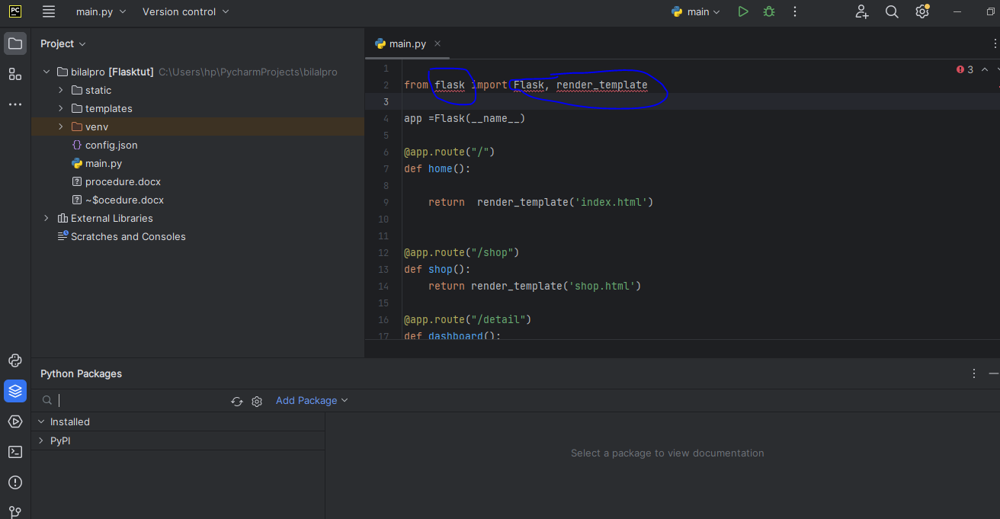 PC main.py Version control main
Project
bilalpro [Flasktut] C:\Users\hp\PycharmProjects\bilalpro
static
templates
venv
config.json
main.py
procedure.docx
~$ocedure.docx
External Libraries
Scratches and Consoles
main.py
3
1
2 from flask import Flask, render_template
3
4 app =Flask(__name__)
5
6 @app.route("/")
7 def home():
8
9 return  render_template('index.html')
10
11
12 @app.route("/shop")
13 def shop():
14 return render_template('shop.html')
15
16 @app.route("/detail")
17 def dashboard():
Python Packages
Add Package
Installed
PyPI
Select a package to view documentation